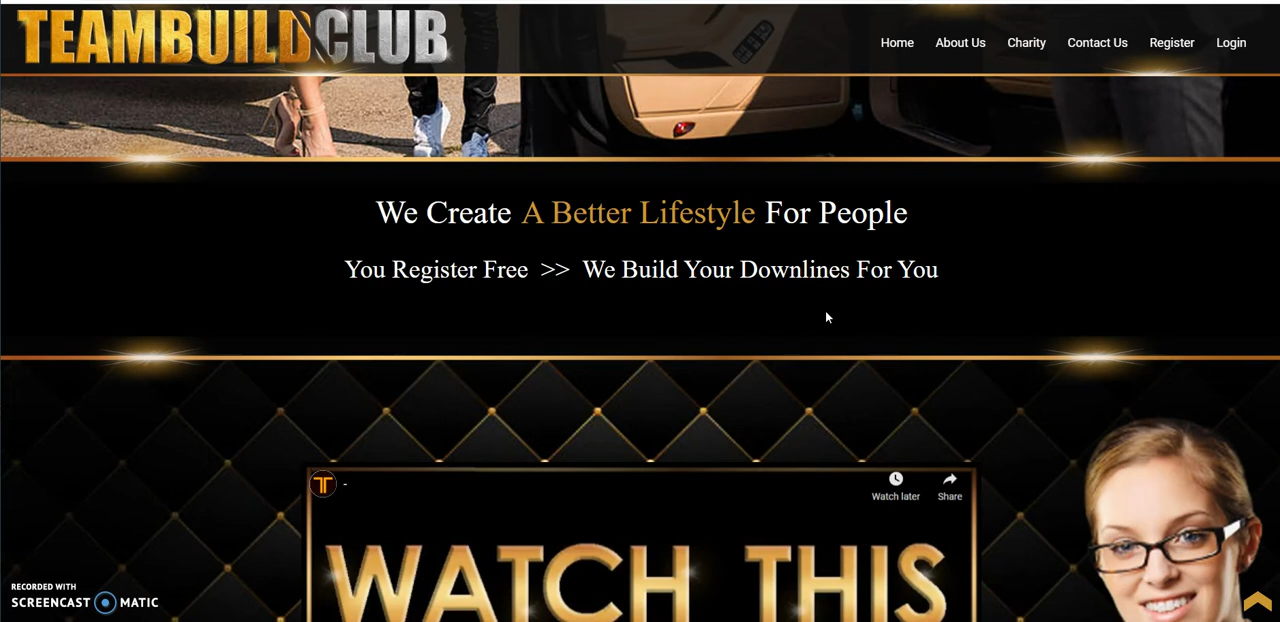 TEAMBUILDCLUB
Home About Us Charity Contact Us Register Login
We Create A Better Lifestyle For People
You Register Free >> We Build Your Downlines For You
T -
Watch later Share
WATCH THIS
RECORDED WITH
SCREENCAST MATIC